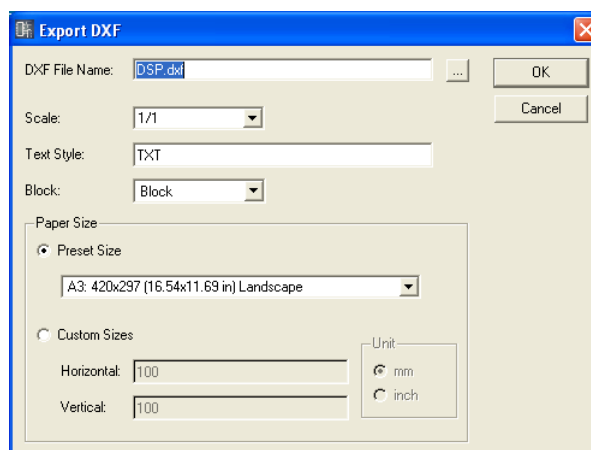 Export DXF
DXF File Name: DSP.dxf ... OK
Cancel
Scale: 1/1
Text Style: TXT
Block: Block
Paper Size
Preset Size
A3: 420x297 (16.54x11.69 in) Landscape
Custom Sizes
Unit
Horizontal: 100 mm
inch
Vertical: 100